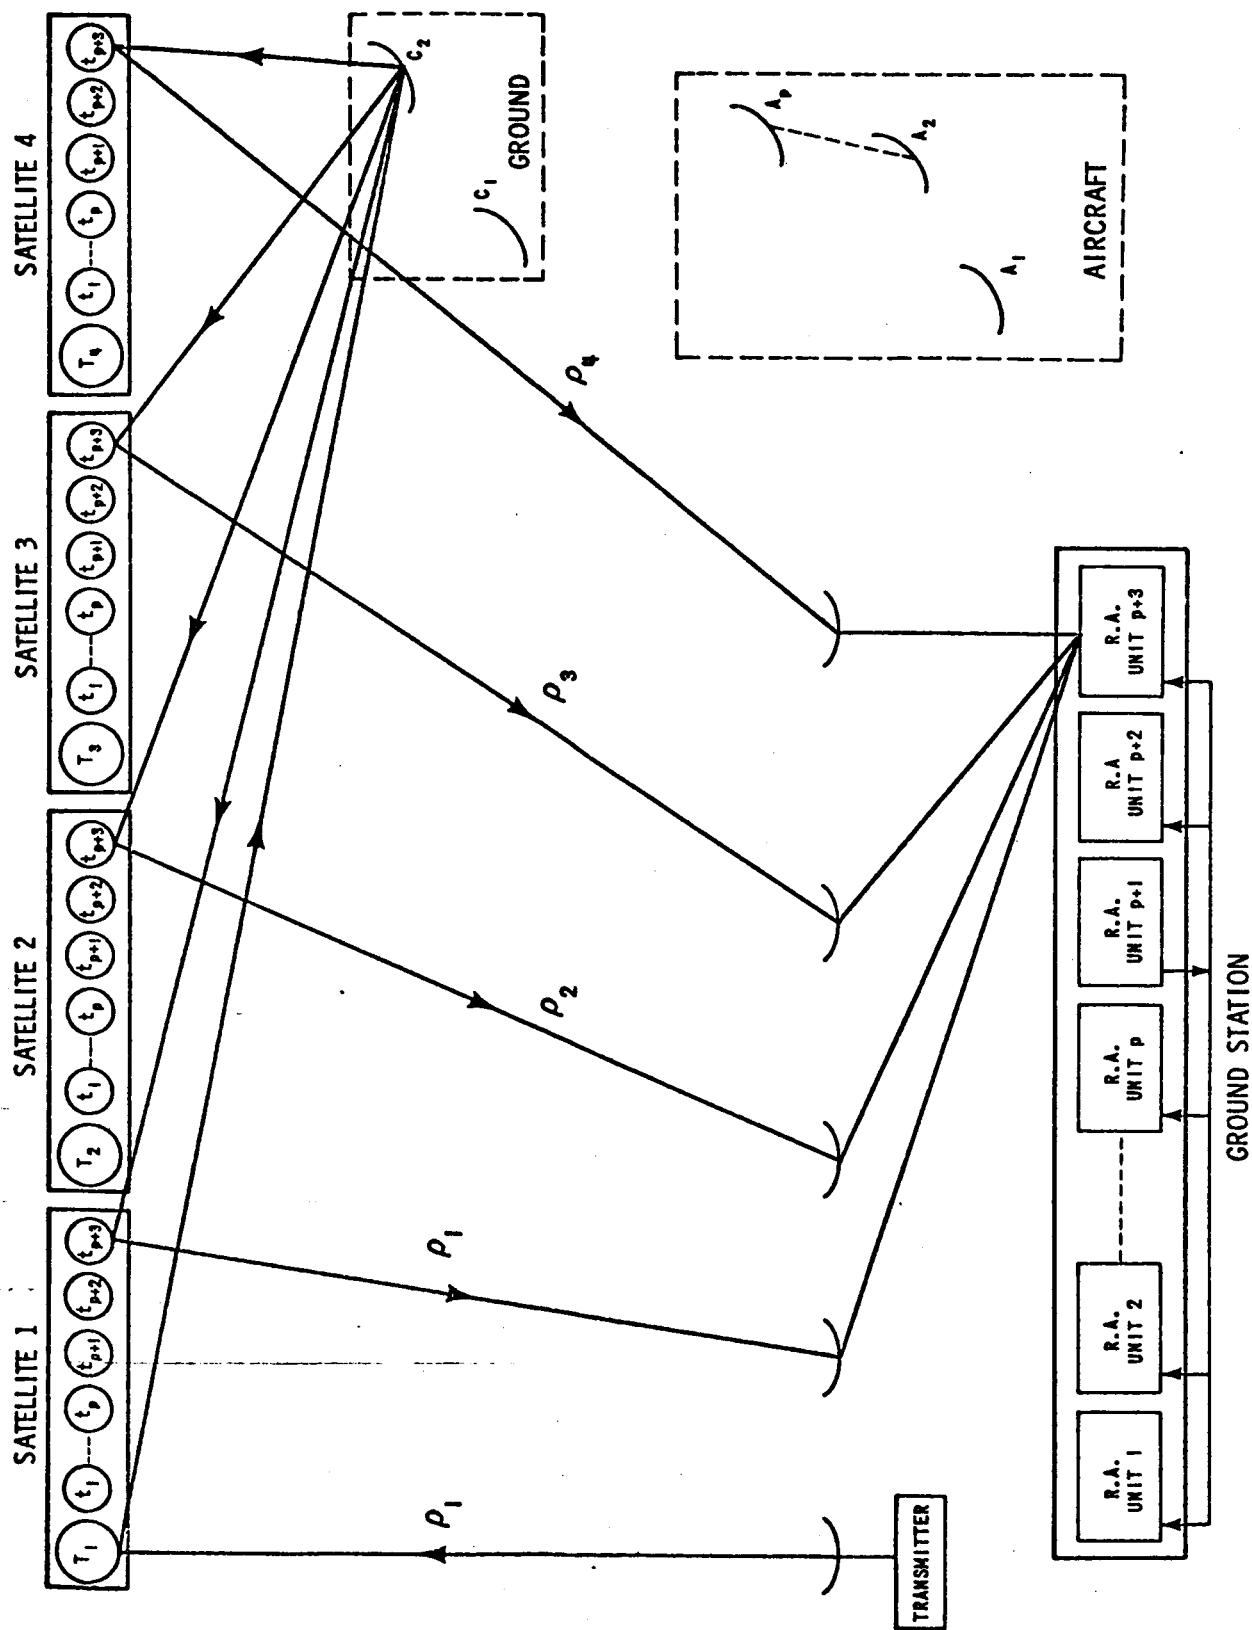 SATELLITE 1
SATELLITE 2
SATELLITE 3
SATELLITE 4
T1 t1 tp tp+1 tp+2 tp+3
T2 t1 tp tp+1 tp+2 tp+3
T3 t1 tp tp+1 tp+2 tp+3
T4 t1 tp tp+1 tp+2 tp+3
C1
C2
GROUND
ρ1
ρ1
ρ2
ρ3
ρ4
A1
A2
Ap
AIRCRAFT
TRANSMITTER
R.A.
UNIT 1
R.A.
UNIT 2
R.A.
UNIT p
R.A.
UNIT p+1
R.A
UNIT p+2
R.A.
UNIT p+3
GROUND STATION